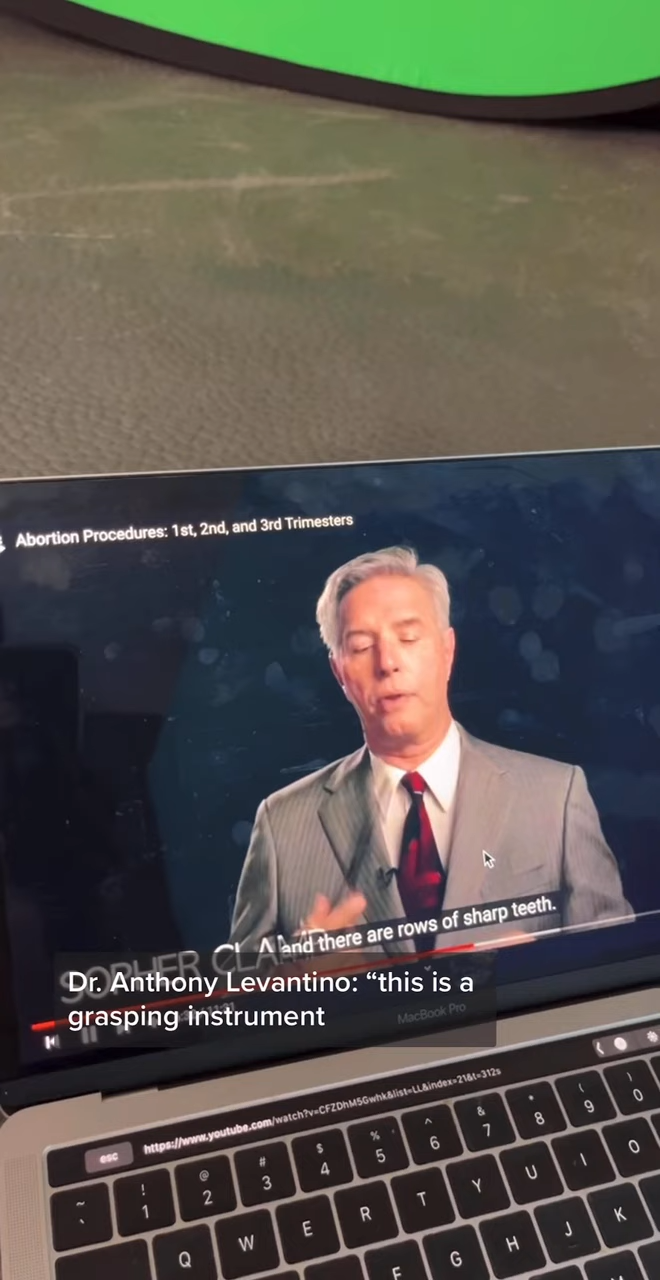 Abortion Procedures: 1st, 2nd, and 3rd Trimesters
and there are rows of sharp teeth.
SOPHER CLAMP
Dr. Anthony Levantino: “this is a
grasping instrument
MacBook Pro
esc
https://www.youtube.com/watch?v=CFZDhM5Gwhk&list=LL&index=21&t=312s
~ ! @ # $ % ^ & * ( )
` 1 2 3 4 5 6 7 8 9 0
Q W E R T Y U I O
F G H J K